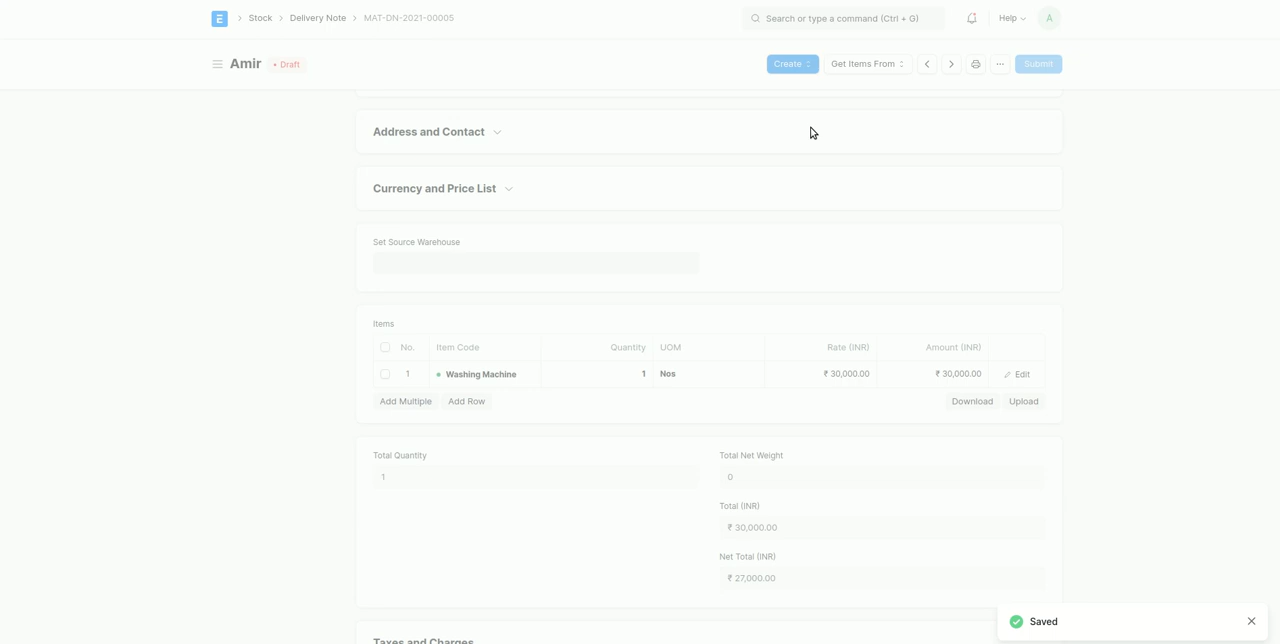 E Stock Delivery Note MAT-DN-2021-00005 Search or type a command (Ctrl + G) Help A
Amir • Draft Create Get Items From ... Submit
Address and Contact
Currency and Price List
Set Source Warehouse
Items
No. Item Code Quantity UOM Rate (INR) Amount (INR)
1 Washing Machine 1 Nos ₹ 30,000.00 ₹ 30,000.00 Edit
Add Multiple Add Row Download Upload
Total Quantity Total Net Weight
1 0
Total (INR)
₹ 30,000.00
Net Total (INR)
₹ 27,000.00
Saved
Taxes and Charges